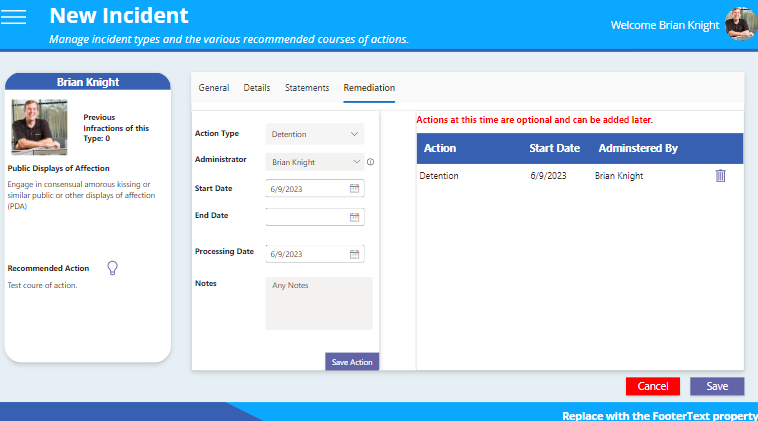 New Incident
Manage incident types and the various recommended courses of actions.
Welcome Brian Knight
Brian Knight
Previous
Infractions of this
Type: 0
Public Displays of Affection
Engage in consensual amorous kissing or
similar public or other displays of affection
(PDA)
Recommended Action
Test coure of action.
General Details Statements Remediation
Action Type Detention
Administrator Brian Knight
Start Date 6/9/2023
End Date
Processing Date 6/9/2023
Notes Any Notes
Save Action
Actions at this time are optional and can be added later.
Action Start Date Adminstered By
Detention 6/9/2023 Brian Knight
Cancel Save
Replace with the FooterText property